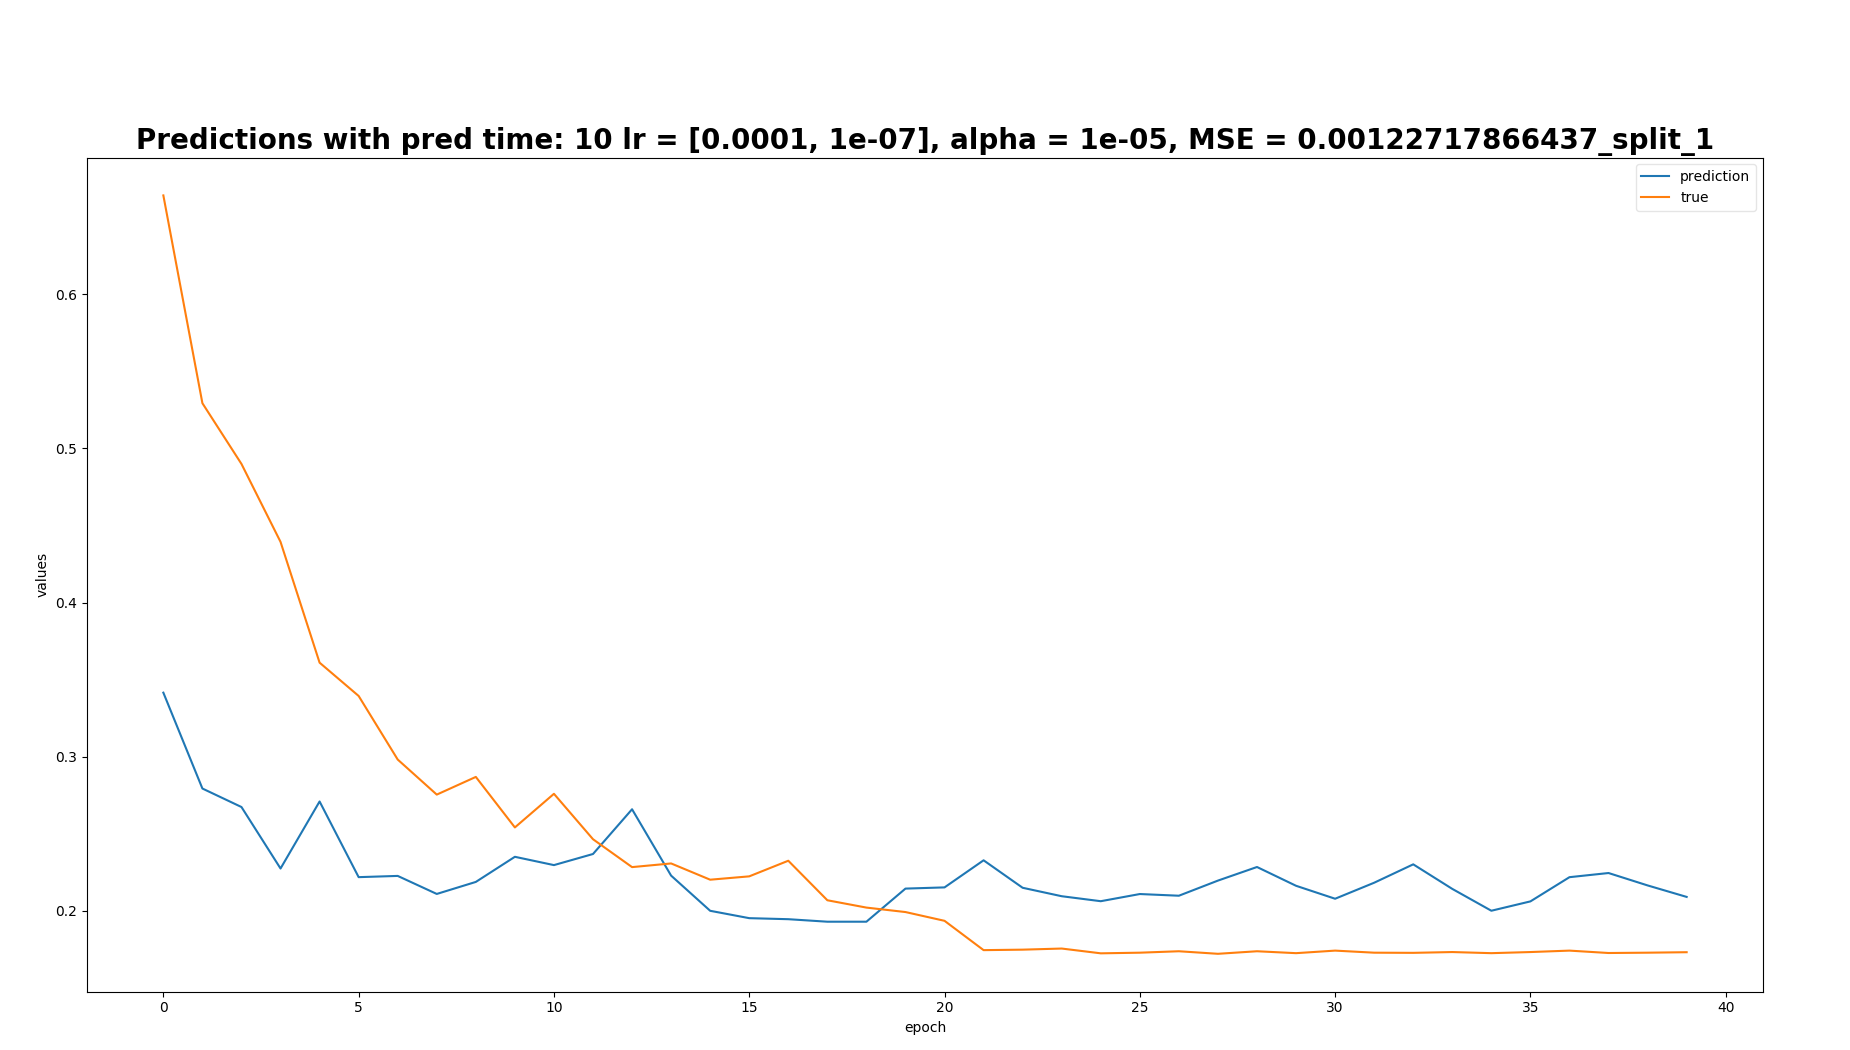 Predictions with pred time: 10 lr = [0.0001, 1e-07], alpha = 1e-05, MSE = 0.00122717866437_split_1
prediction
true
0.6
0.5
0.4
0.3
0.2
values
0 5 10 15 20 25 30 35 40
epoch